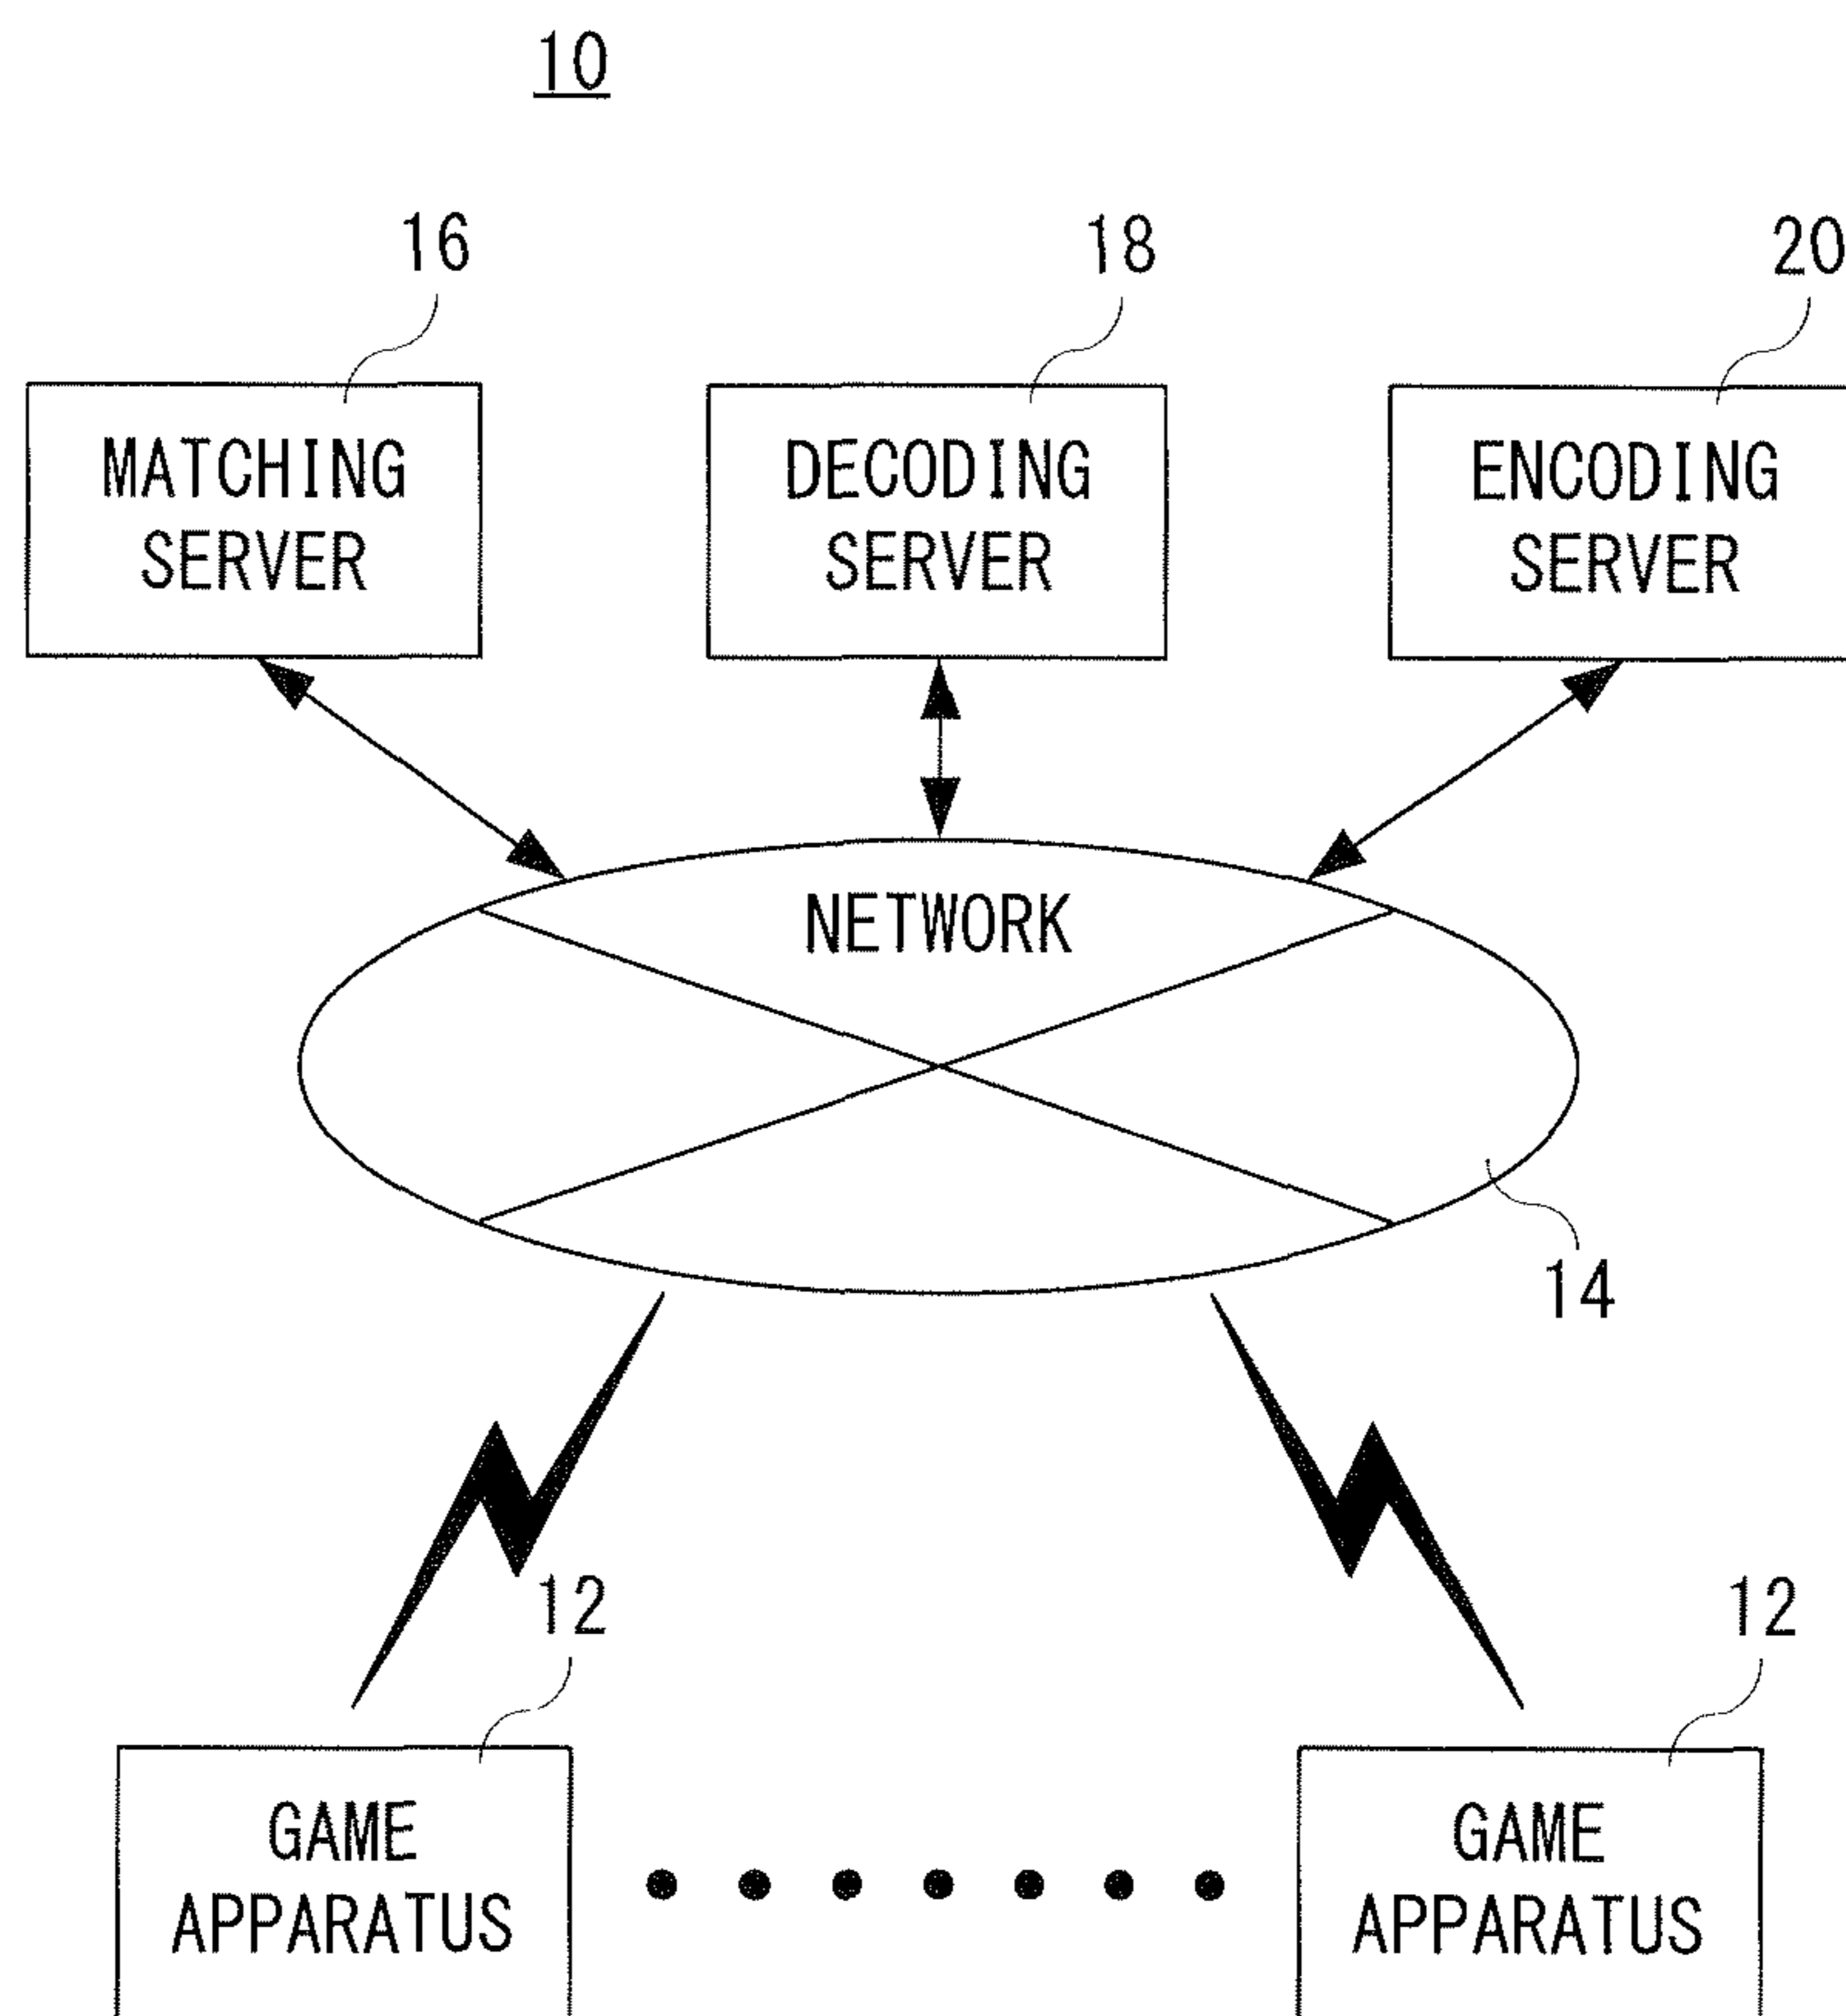 10
16
18
20
MATCHING
SERVER
DECODING
SERVER
ENCODING
SERVER
NETWORK
14
12
12
GAME
APPARATUS
GAME
APPARATUS